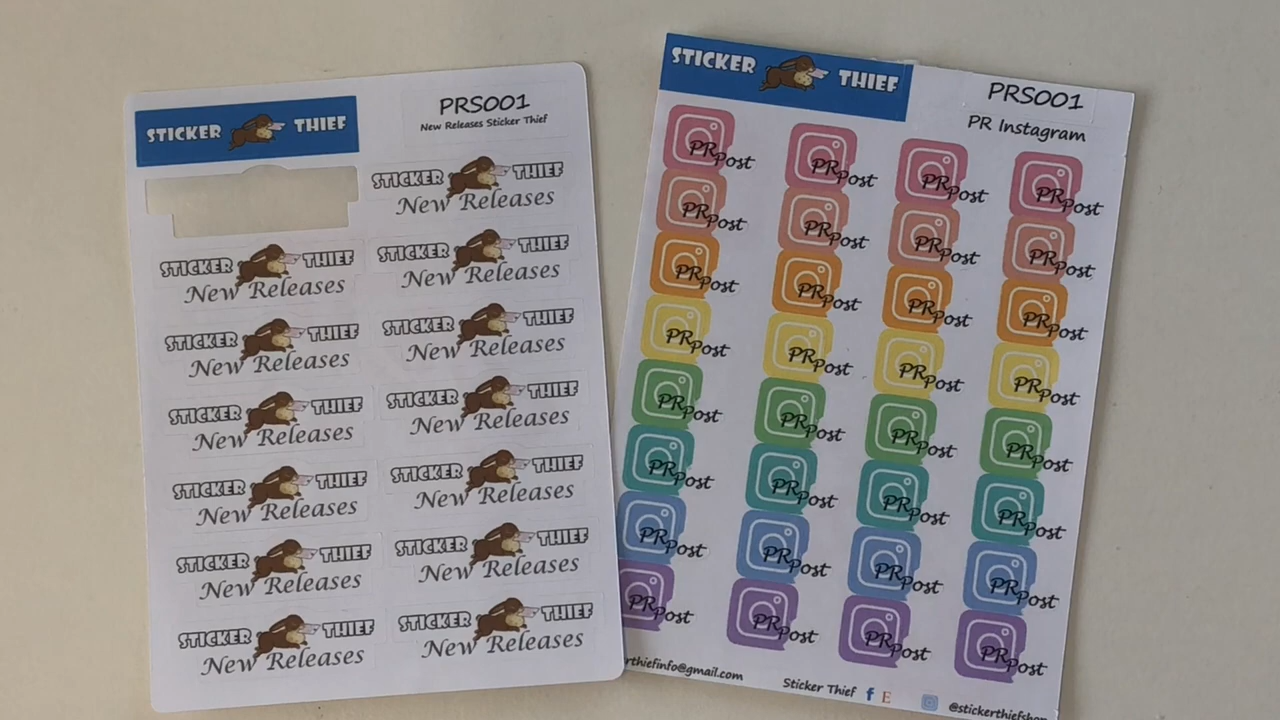 STICKER THIEF
PRS001
New Releases Sticker Thief
STICKER THIEF
New Releases
STICKER THIEF STICKER THIEF
New Releases New Releases
STICKER THIEF STICKER THIEF
New Releases New Releases
STICKER THIEF STICKER THIEF
New Releases New Releases
STICKER THIEF STICKER THIEF
New Releases New Releases
STICKER THIEF STICKER THIEF
New Releases New Releases
STICKER THIEF STICKER THIEF
New Releases New Releases
STICKER THIEF
PRS001
PR Instagram
PR Post PR Post PR Post PR Post
PR Post PR Post PR Post PR Post
PR Post PR Post PR Post PR Post
PR Post PR Post PR Post PR Post
PR Post PR Post PR Post PR Post
PR Post PR Post PR Post PR Post
PR Post PR Post PR Post PR Post
PR Post PR Post PR Post PR Post
rthiefinfo@gmail.com Sticker Thief f E @stickerthiefshop